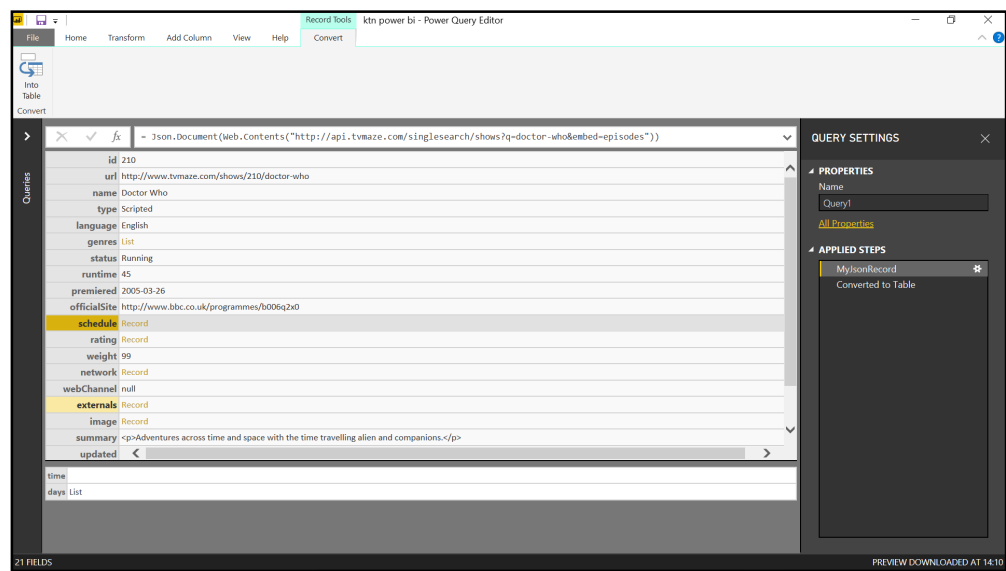 Record Tools ktn power bi - Power Query Editor
File Home Transform Add Column View Help Convert
Into
Table
Convert
fx = Json.Document(Web.Contents("http://api.tvmaze.com/singlesearch/shows?q=doctor-who&embed=episodes"))
Queries
id 210
url http://www.tvmaze.com/shows/210/doctor-who
name Doctor Who
type Scripted
language English
genres List
status Running
runtime 45
premiered 2005-03-26
officialSite http://www.bbc.co.uk/programmes/b006q2x0
schedule Record
rating Record
weight 99
network Record
webChannel null
externals Record
image Record
summary <p>Adventures across time and space with the time travelling alien and companions.</p>
updated
time
days List
QUERY SETTINGS
PROPERTIES
Name
Query1
All Properties
APPLIED STEPS
MyJsonRecord
Converted to Table
21 FIELDS
PREVIEW DOWNLOADED AT 14:10